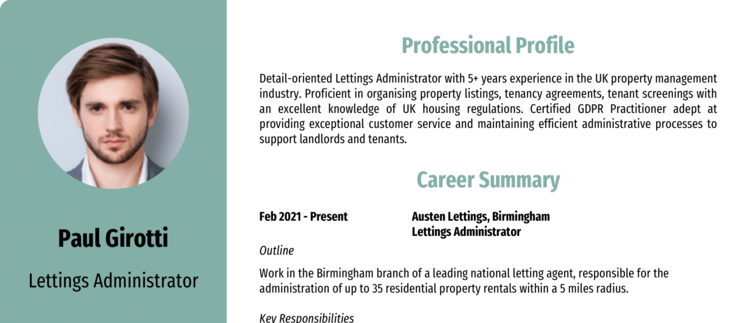 Paul Girotti
Lettings Administrator
Professional Profile
Detail-oriented Lettings Administrator with 5+ years experience in the UK property management
industry. Proficient in organising property listings, tenancy agreements, tenant screenings with
an excellent knowledge of UK housing regulations. Certified GDPR Practitioner adept at
providing exceptional customer service and maintaining efficient administrative processes to
support landlords and tenants.
Career Summary
Feb 2021 - Present Austen Lettings, Birmingham
Lettings Administrator
Outline
Work in the Birmingham branch of a leading national letting agent, responsible for the
administration of up to 35 residential property rentals within a 5 miles radius.
Key Responsibilities